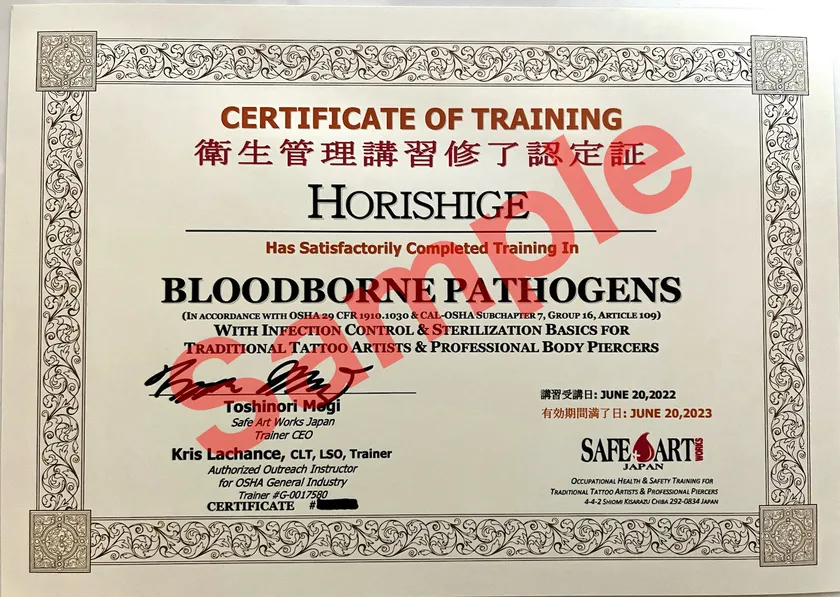 CERTIFICATE OF TRAINING
衛生管理講習修了認定証
HORISHIGE
Has Satisfactorily Completed Training In
BLOODBORNE PATHOGENS
(IN ACCORDANCE WITH OSHA 29 CFR 1910.1030 & CAL-OSHA SUBCHAPTER 7, GROUP 16, ARTICLE 109)
WITH INFECTION CONTROL & STERILIZATION BASICS FOR
TRADITIONAL TATTOO ARTISTS & PROFESSIONAL BODY PIERCERS
Sample
Toshinori Mogi
Safe Art Works Japan
Trainer CEO
Kris Lachance, CLT, LSO, Trainer
Authorized Outreach Instructor
for OSHA General Industry
Trainer #G-0017580
CERTIFICATE #
講習受講日: JUNE 20,2022
有効期間満了日: JUNE 20,2023
SAFE ART WORKS
JAPAN
OCCUPATIONAL HEALTH & SAFETY TRAINING FOR
TRADITIONAL TATTOO ARTISTS & PROFESSIONAL PIERCERS
4-4-2 SHIOMI KISARAZU CHIBA 292-0834 JAPAN